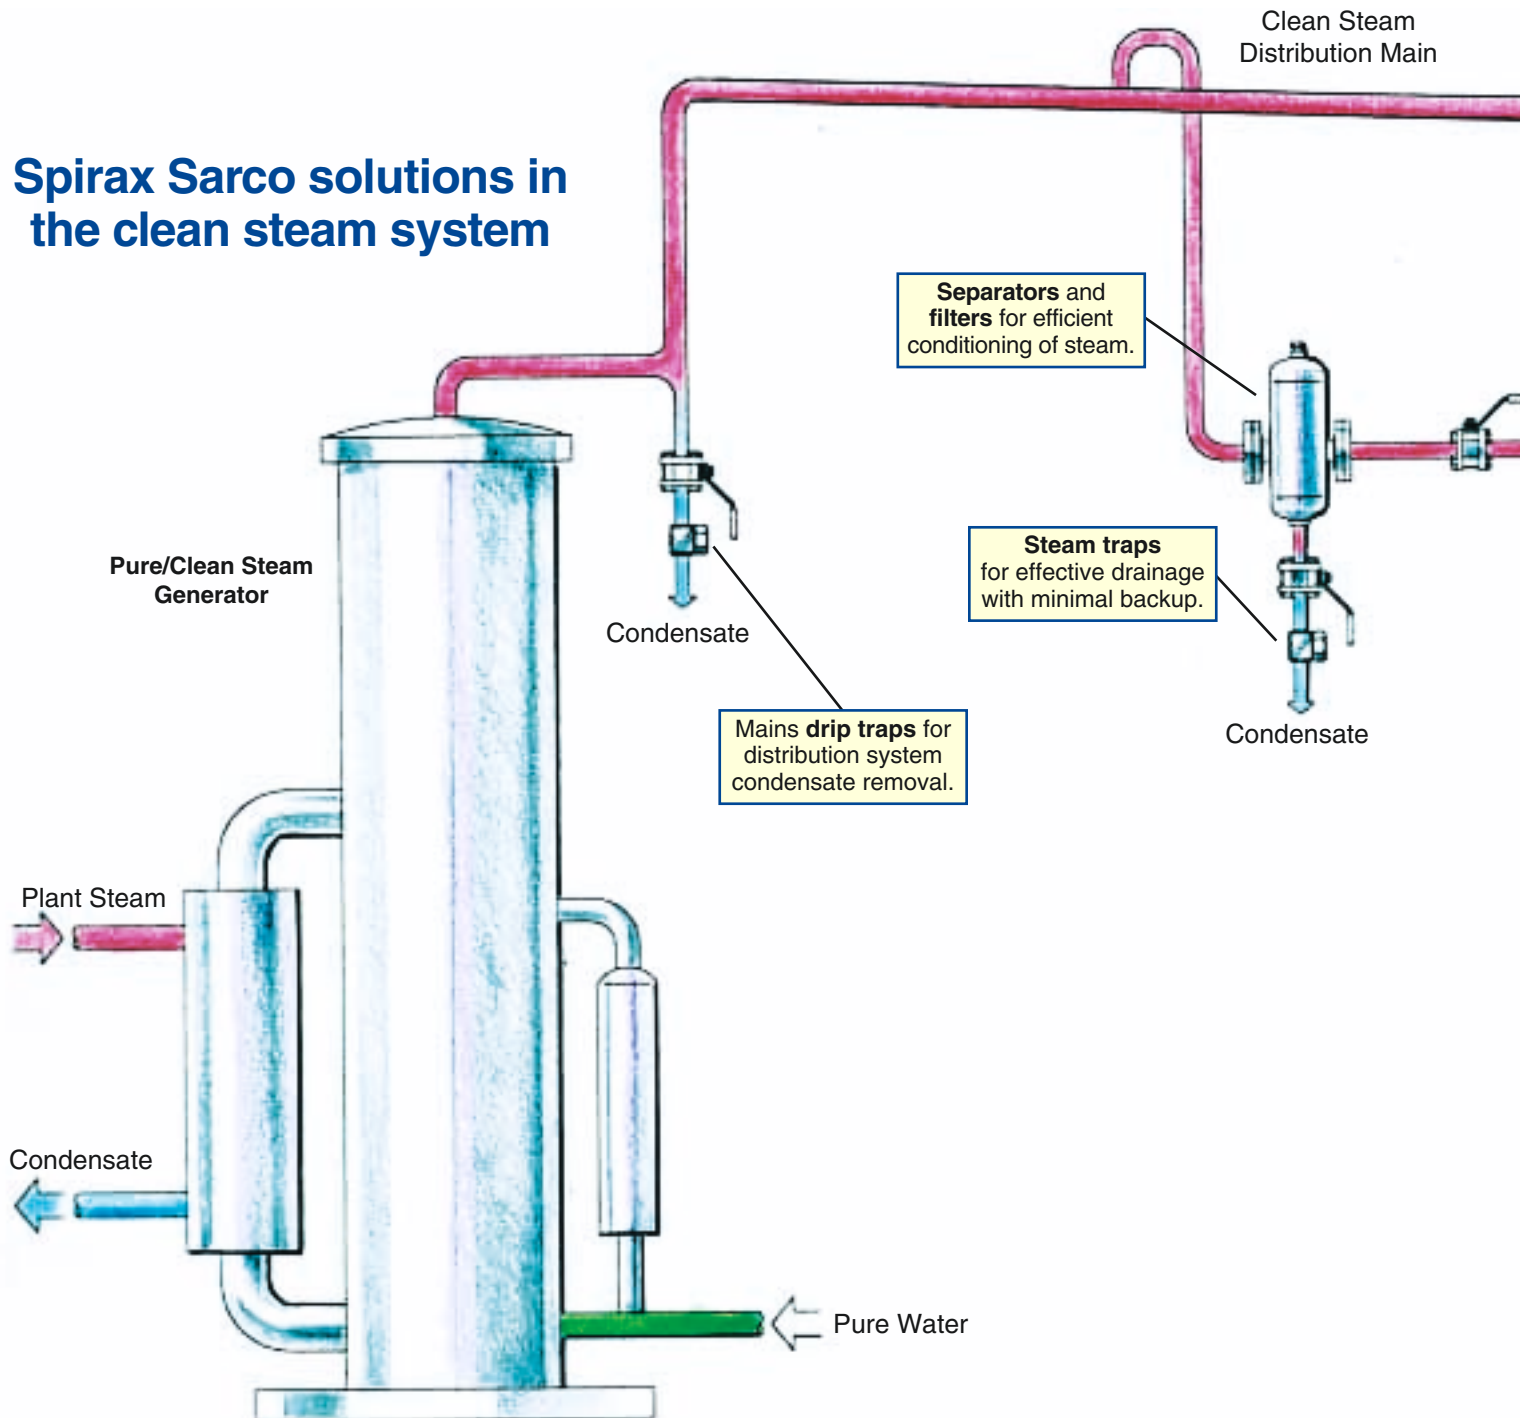 Clean Steam
Distribution Main
Spirax Sarco solutions in
the clean steam system
Separators and
filters for efficient
conditioning of steam.
Pure/Clean Steam
Generator
Steam traps
for effective drainage
with minimal backup.
Condensate
Mains drip traps for
distribution system
condensate removal.
Condensate
Plant Steam
Condensate
Pure Water